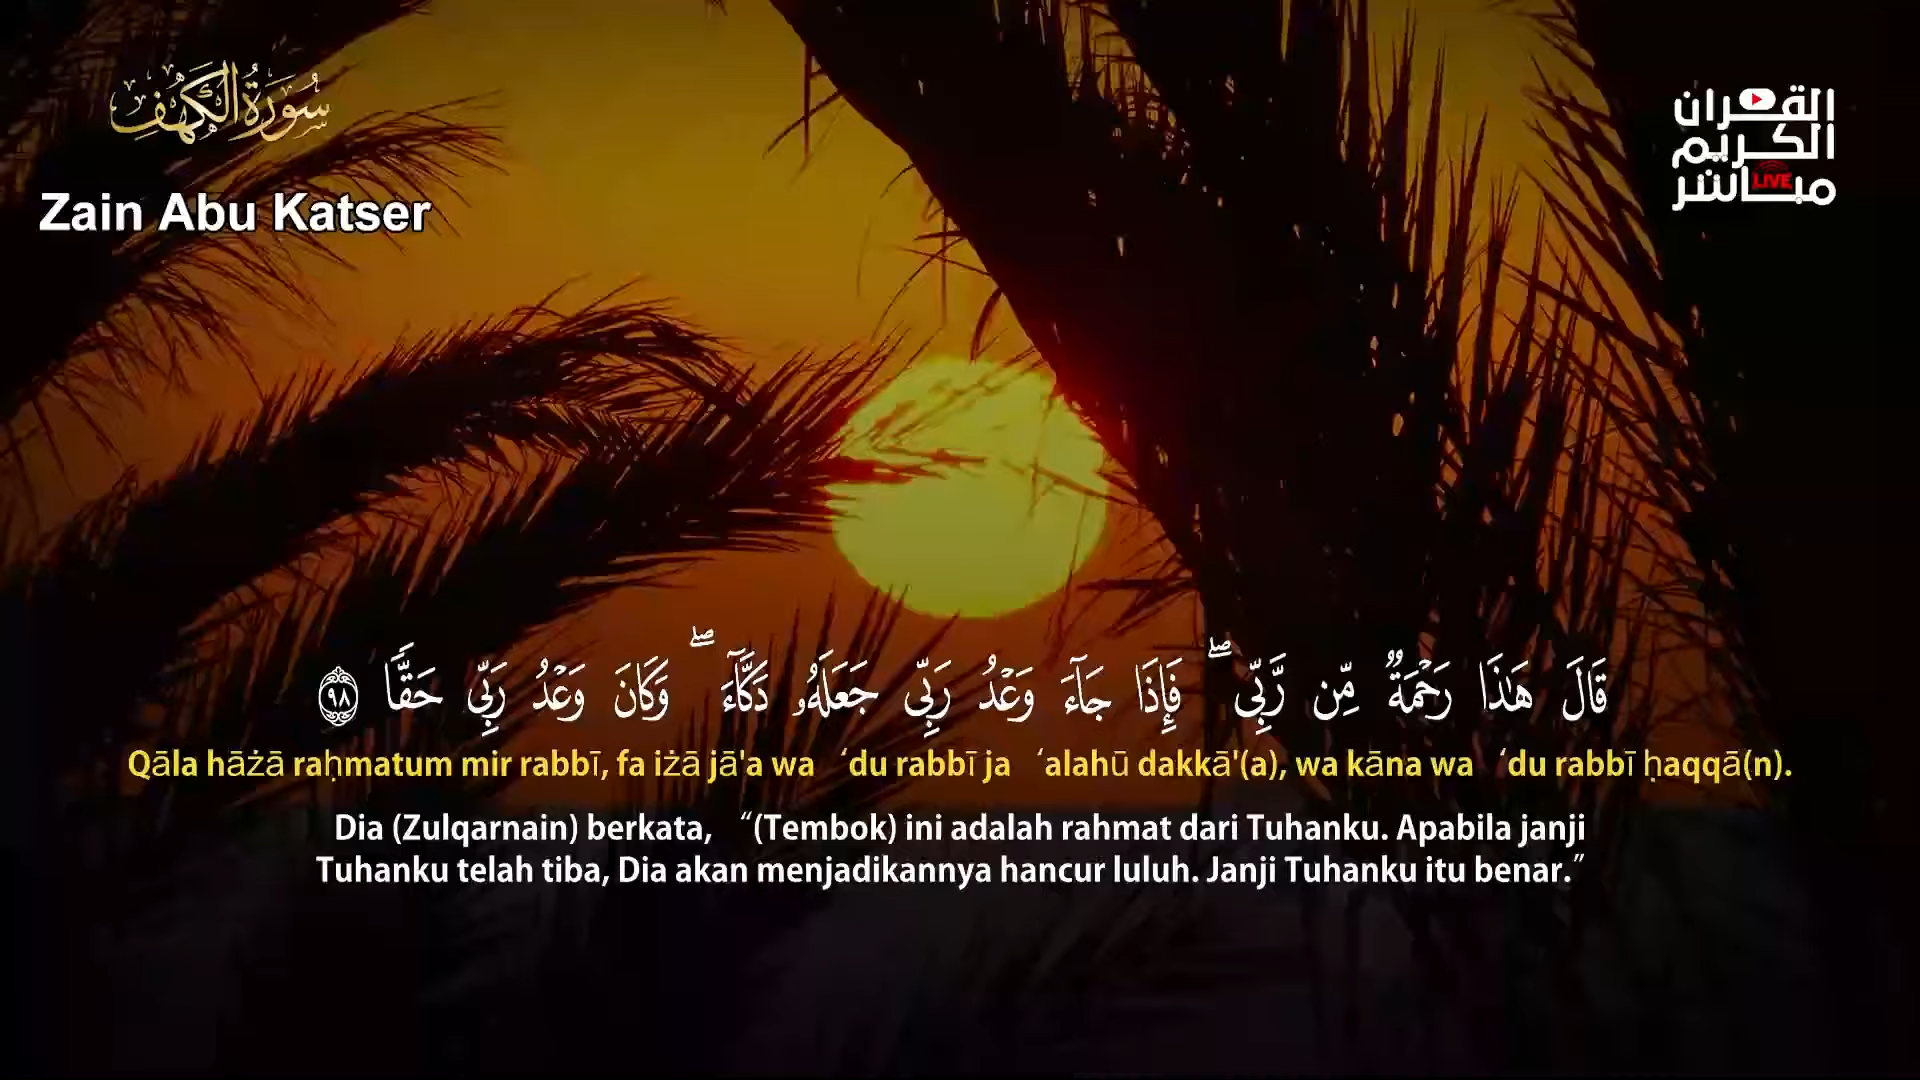 سُورَةُ الْكَهْفِ
Zain Abu Katser
القران
الكريم
مباشر
LIVE
قَالَ هَٰذَا رَحْمَةٌ مِّن رَّبِّى ۖ فَإِذَا جَآءَ وَعْدُ رَبِّى جَعَلَهُۥ دَكَّآءَ ۖ وَكَانَ وَعْدُ رَبِّى حَقًّا ٩٨
Qāla hāżā raḥmatum mir rabbī, fa iżā jā'a wa ‘du rabbī ja ‘alahū dakkā'(a), wa kāna wa ‘du rabbī ḥaqqā(n).
Dia (Zulqarnain) berkata, “(Tembok) ini adalah rahmat dari Tuhanku. Apabila janji
Tuhanku telah tiba, Dia akan menjadikannya hancur luluh. Janji Tuhanku itu benar.”